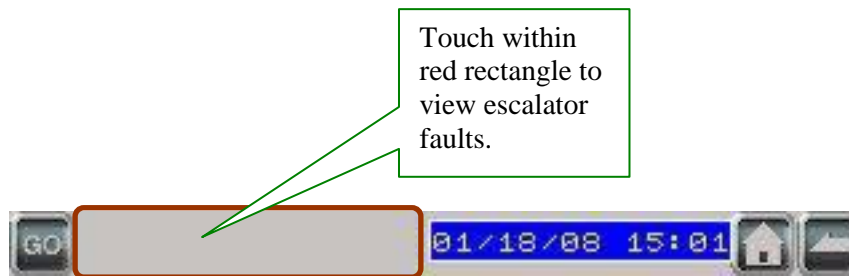 Touch within
red rectangle to
view escalator
faults.
GO
01/18/08 15:01